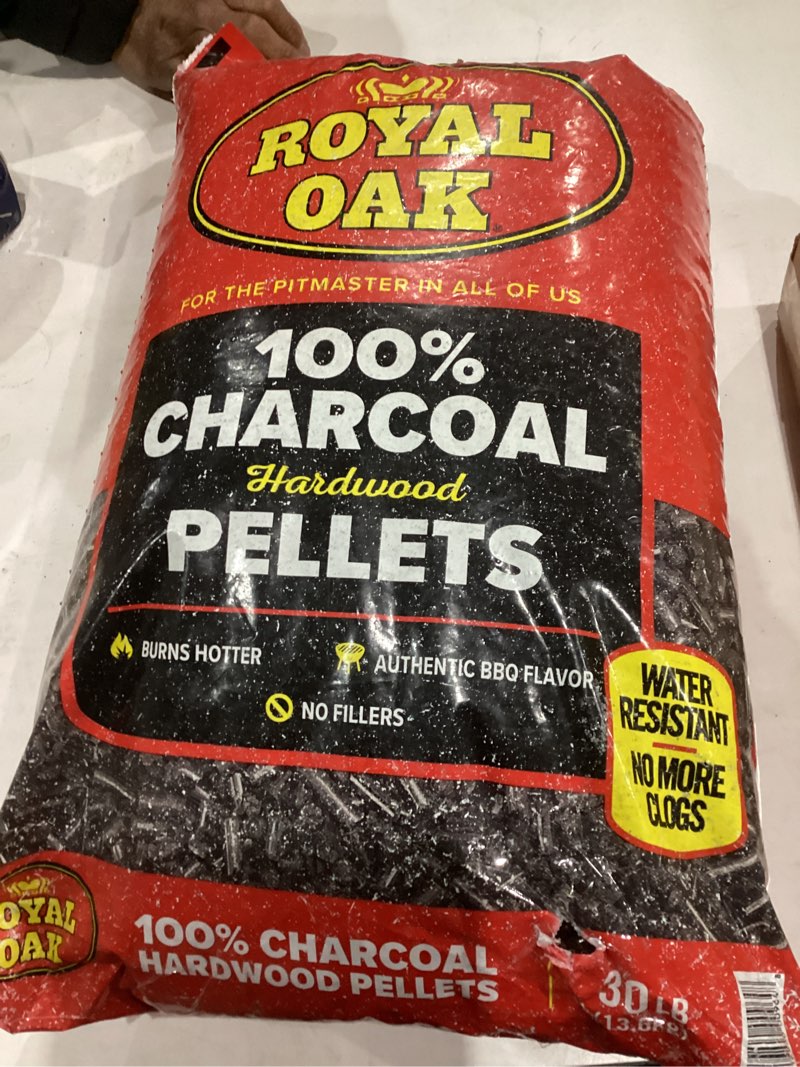 ROYAL
OAK
FOR THE PITMASTER IN ALL OF US
100%
CHARCOAL
Hardwood
PELLETS
BURNS HOTTER
AUTHENTIC BBQ FLAVOR
NO FILLERS
WATER
RESISTANT
NO MORE
CLOGS
OYAL
OAK
100% CHARCOAL
HARDWOOD PELLETS
30 LB